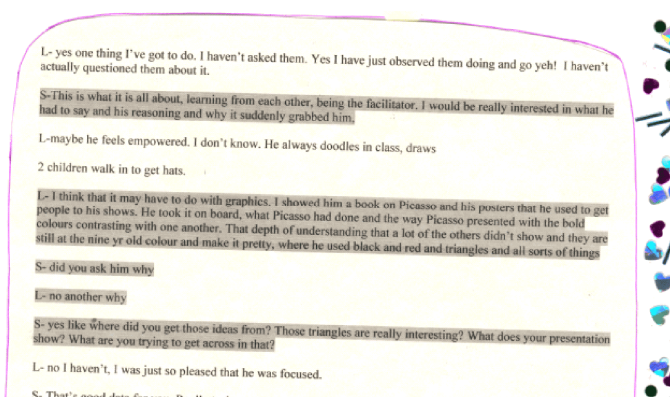 L- yes one thing I've got to do. I haven't asked them. Yes I have just observed them doing and go yeh! I haven't
actually questioned them about it.
S-This is what it is all about, learning from each other, being the facilitator. I would be really interested in what he
had to say and his reasoning and why it suddenly grabbed him.
L-maybe he feels empowered. I don't know. He always doodles in class, draws
2 children walk in to get hats.
L- I think that it may have to do with graphics. I showed him a book on Picasso and his posters that he used to get
people to his shows. He took it on board, what Picasso had done and the way Picasso presented with the bold
colours contrasting with one another. That depth of understanding that a lot of the others didn't show and they are
still at the nine yr old colour and make it pretty, where he used black and red and triangles and all sorts of things
S- did you ask him why
L- no another why
S- yes like where did you get those ideas from? Those triangles are really interesting? What does your presentation
show? What are you trying to get across in that?
L- no I haven't, I was just so pleased that he was focused.
S- That's good data